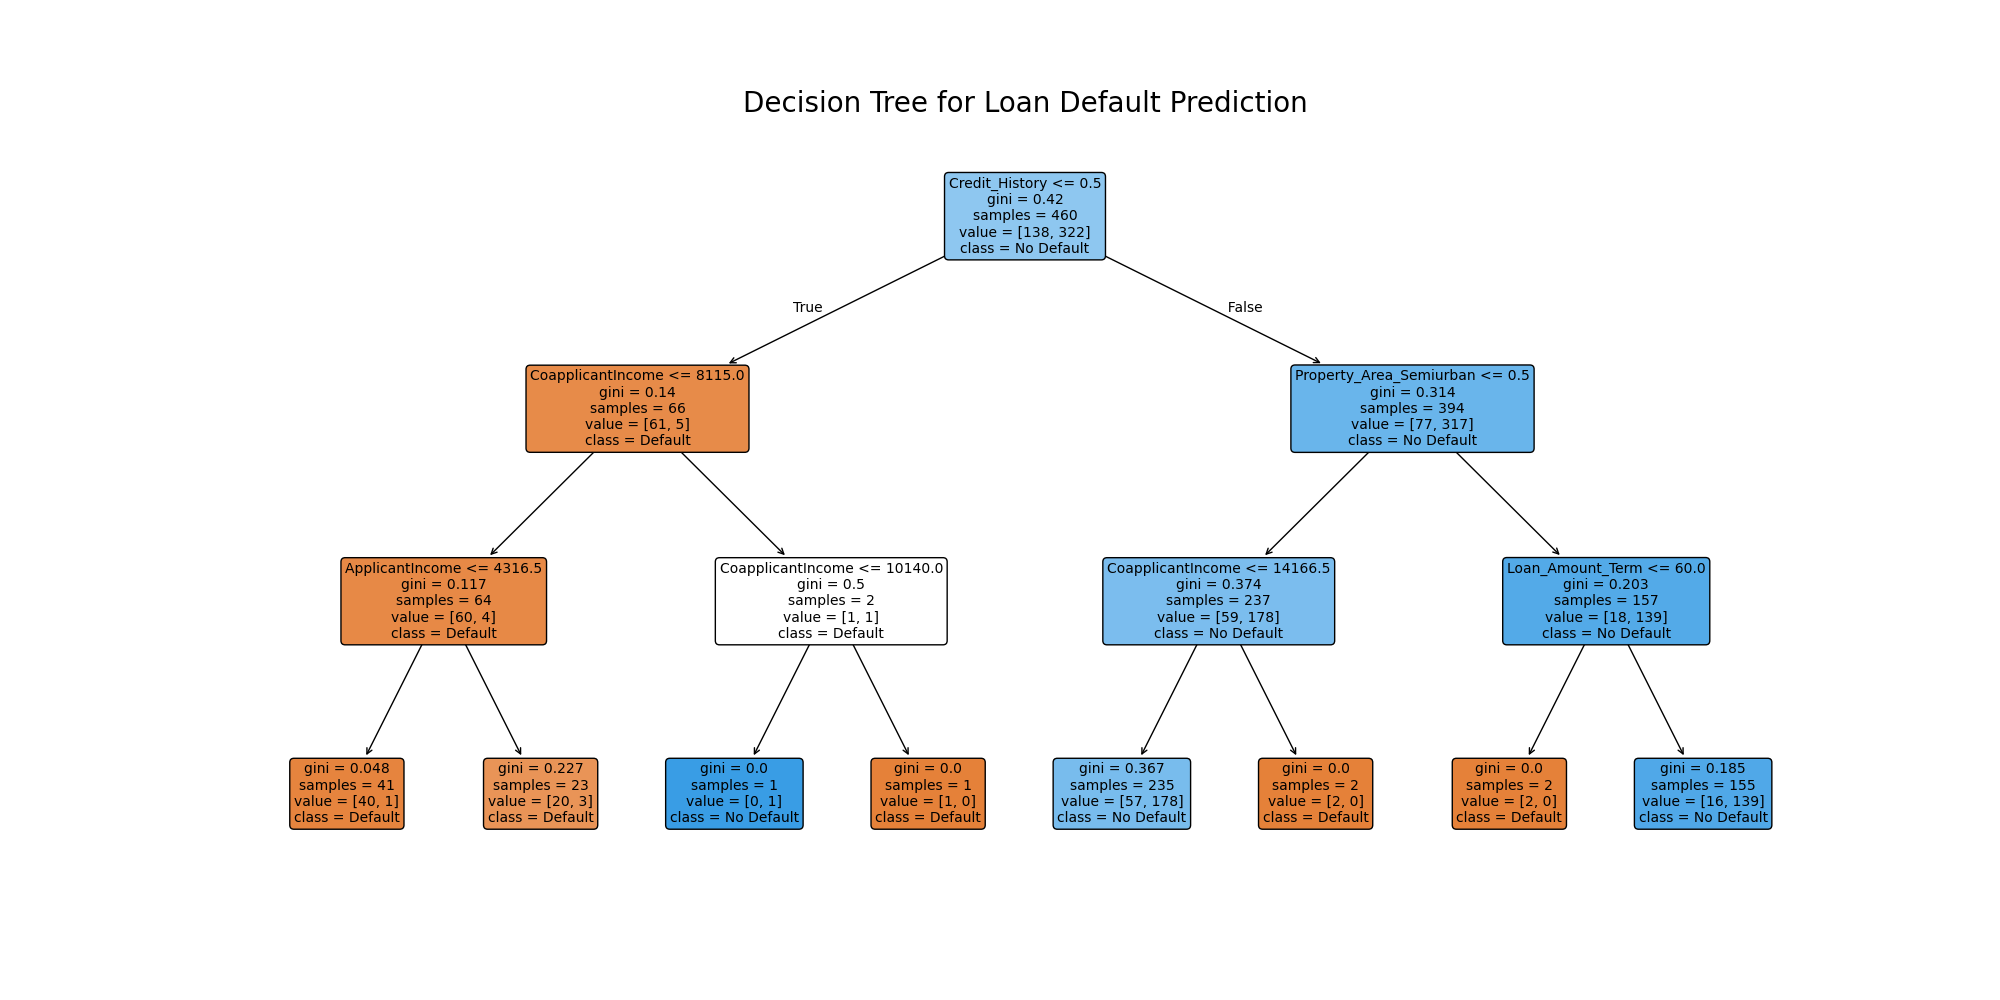 Decision Tree for Loan Default Prediction
Credit_History <= 0.5
gini = 0.42
samples = 460
value = [138, 322]
class = No Default
True
False
CoapplicantIncome <= 8115.0
gini = 0.14
samples = 66
value = [61, 5]
class = Default
Property_Area_Semiurban <= 0.5
gini = 0.314
samples = 394
value = [77, 317]
class = No Default
ApplicantIncome <= 4316.5
gini = 0.117
samples = 64
value = [60, 4]
class = Default
CoapplicantIncome <= 10140.0
gini = 0.5
samples = 2
value = [1, 1]
class = Default
CoapplicantIncome <= 14166.5
gini = 0.374
samples = 237
value = [59, 178]
class = No Default
Loan_Amount_Term <= 60.0
gini = 0.203
samples = 157
value = [18, 139]
class = No Default
gini = 0.048
samples = 41
value = [40, 1]
class = Default
gini = 0.227
samples = 23
value = [20, 3]
class = Default
gini = 0.0
samples = 1
value = [0, 1]
class = No Default
gini = 0.0
samples = 1
value = [1, 0]
class = Default
gini = 0.367
samples = 235
value = [57, 178]
class = No Default
gini = 0.0
samples = 2
value = [2, 0]
class = Default
gini = 0.0
samples = 2
value = [2, 0]
class = Default
gini = 0.185
samples = 155
value = [16, 139]
class = No Default